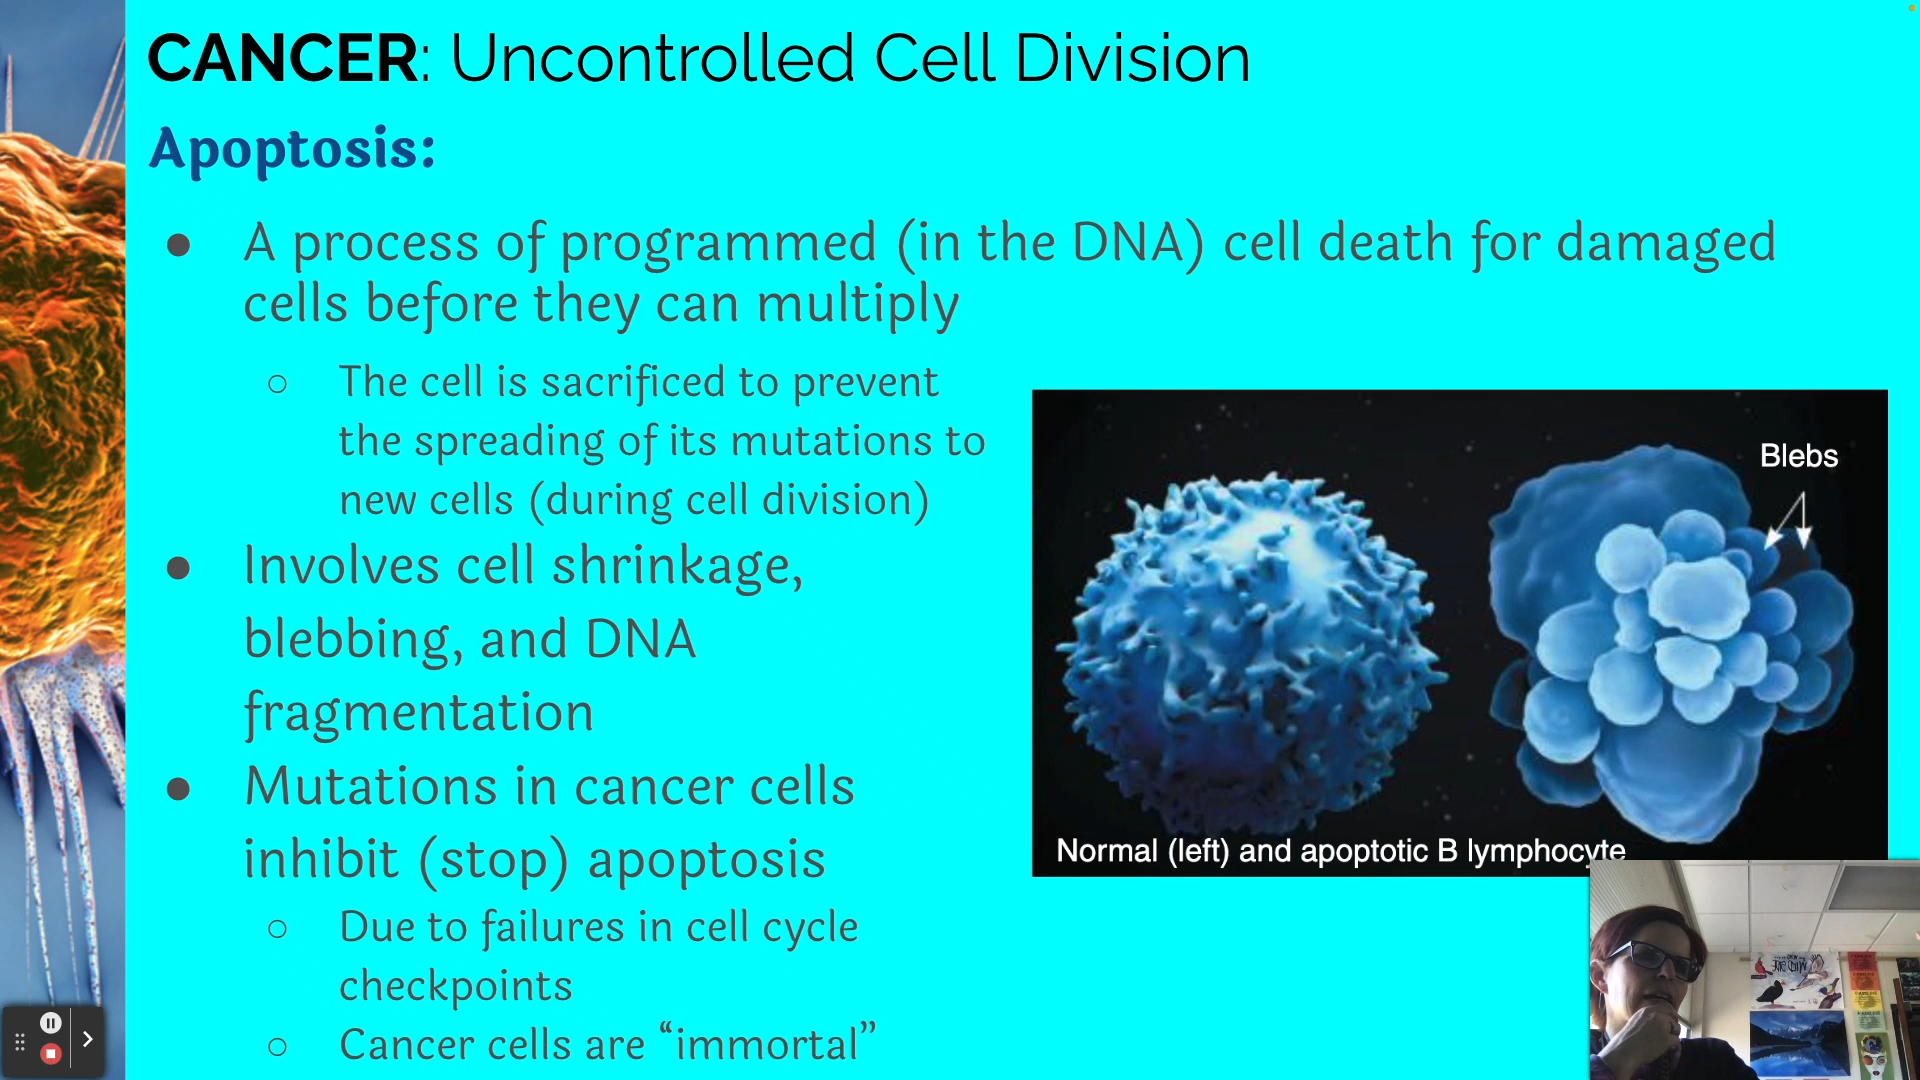 CANCER: Uncontrolled Cell Division
Apoptosis:
● A process of programmed (in the DNA) cell death for damaged
cells before they can multiply
○ The cell is sacrificed to prevent
the spreading of its mutations to
new cells (during cell division)
● Involves cell shrinkage,
blebbing, and DNA
fragmentation
● Mutations in cancer cells
inhibit (stop) apoptosis
○ Due to failures in cell cycle
checkpoints
○ Cancer cells are “immortal”
Blebs
Normal (left) and apoptotic B lymphocyte